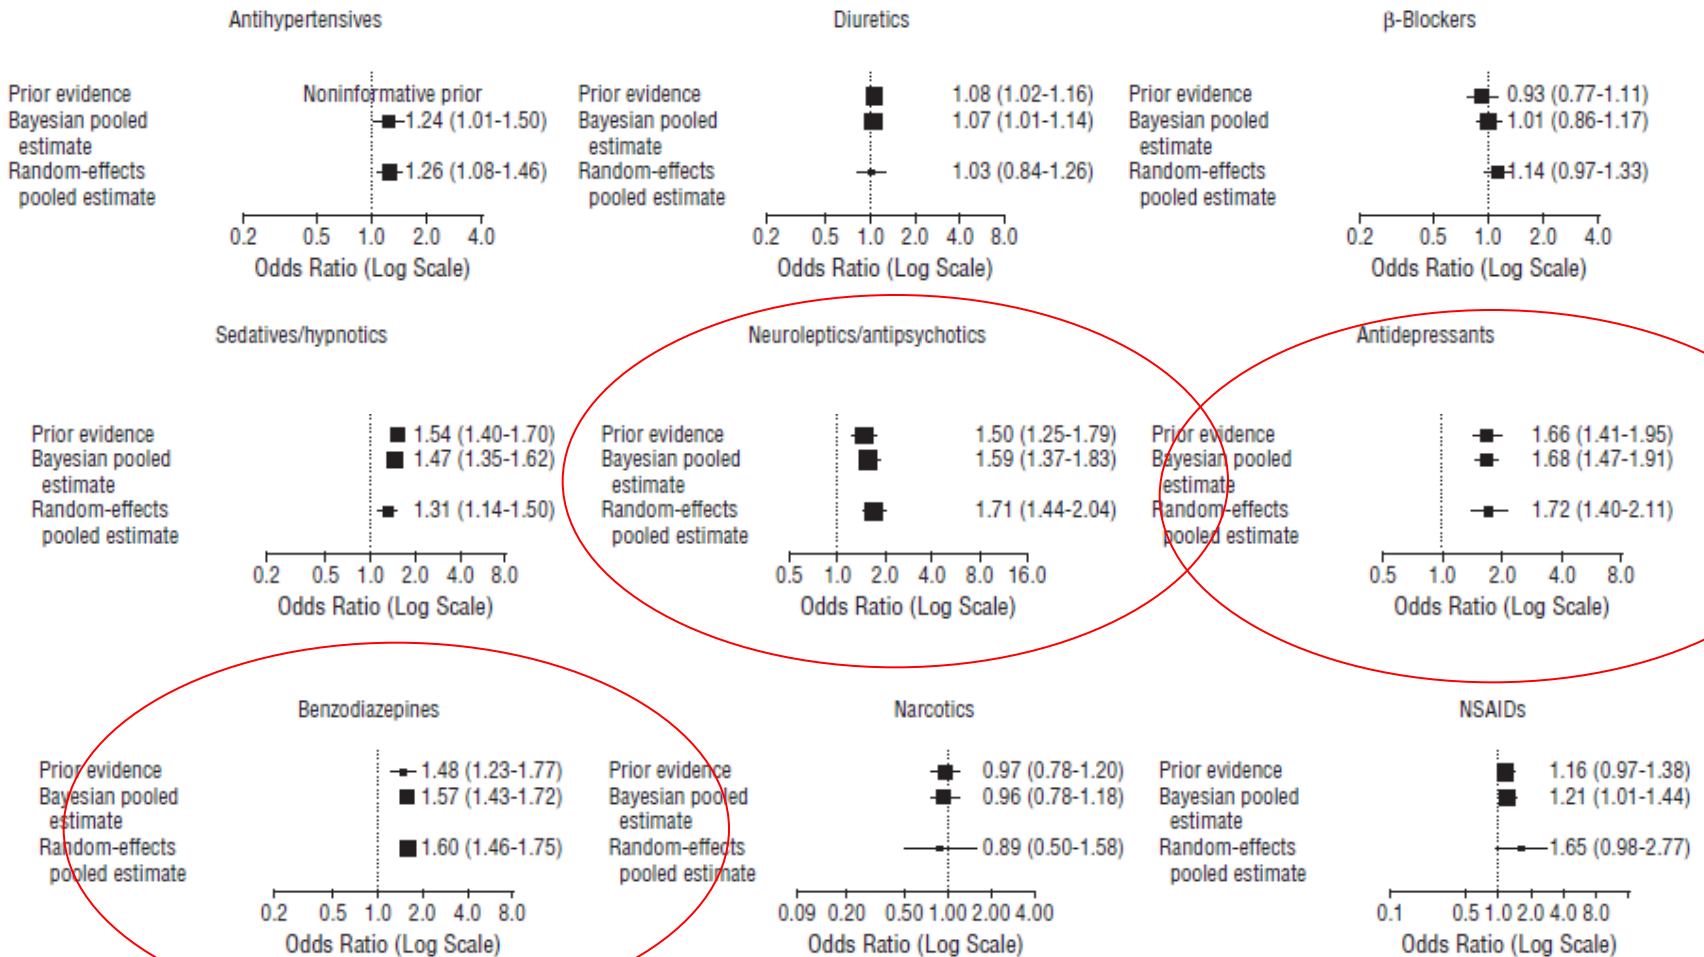 Antihypertensives
Prior evidence Noninformative prior
Bayesian pooled 1.24 (1.01-1.50)
estimate
Random-effects 1.26 (1.08-1.46)
pooled estimate
0.2 0.5 1.0 2.0 4.0
Odds Ratio (Log Scale)
Diuretics
Prior evidence 1.08 (1.02-1.16)
Bayesian pooled 1.07 (1.01-1.14)
estimate
Random-effects 1.03 (0.84-1.26)
pooled estimate
0.2 0.5 1.0 2.0 4.0 8.0
Odds Ratio (Log Scale)
β-Blockers
Prior evidence 0.93 (0.77-1.11)
Bayesian pooled 1.01 (0.86-1.17)
estimate
Random-effects 1.14 (0.97-1.33)
pooled estimate
0.2 0.5 1.0 2.0 4.0
Odds Ratio (Log Scale)
Sedatives/hypnotics
Prior evidence 1.54 (1.40-1.70)
Bayesian pooled 1.47 (1.35-1.62)
estimate
Random-effects 1.31 (1.14-1.50)
pooled estimate
0.2 0.5 1.0 2.0 4.0 8.0
Odds Ratio (Log Scale)
Neuroleptics/antipsychotics
Prior evidence 1.50 (1.25-1.79)
Bayesian pooled 1.59 (1.37-1.83)
estimate
Random-effects 1.71 (1.44-2.04)
pooled estimate
0.5 1.0 2.0 4.0 8.0 16.0
Odds Ratio (Log Scale)
Antidepressants
Prior evidence 1.66 (1.41-1.95)
Bayesian pooled 1.68 (1.47-1.91)
estimate
Random-effects 1.72 (1.40-2.11)
pooled estimate
0.5 1.0 2.0 4.0 8.0
Odds Ratio (Log Scale)
Benzodiazepines
Prior evidence 1.48 (1.23-1.77)
Bayesian pooled 1.57 (1.43-1.72)
estimate
Random-effects 1.60 (1.46-1.75)
pooled estimate
0.2 0.5 1.0 2.0 4.0 8.0
Odds Ratio (Log Scale)
Narcotics
Prior evidence 0.97 (0.78-1.20)
Bayesian pooled 0.96 (0.78-1.18)
estimate
Random-effects 0.89 (0.50-1.58)
pooled estimate
0.09 0.20 0.50 1.00 2.00 4.00
Odds Ratio (Log Scale)
NSAIDs
Prior evidence 1.16 (0.97-1.38)
Bayesian pooled 1.21 (1.01-1.44)
estimate
Random-effects 1.65 (0.98-2.77)
pooled estimate
0.1 0.5 1.0 2.0 4.0 8.0
Odds Ratio (Log Scale)